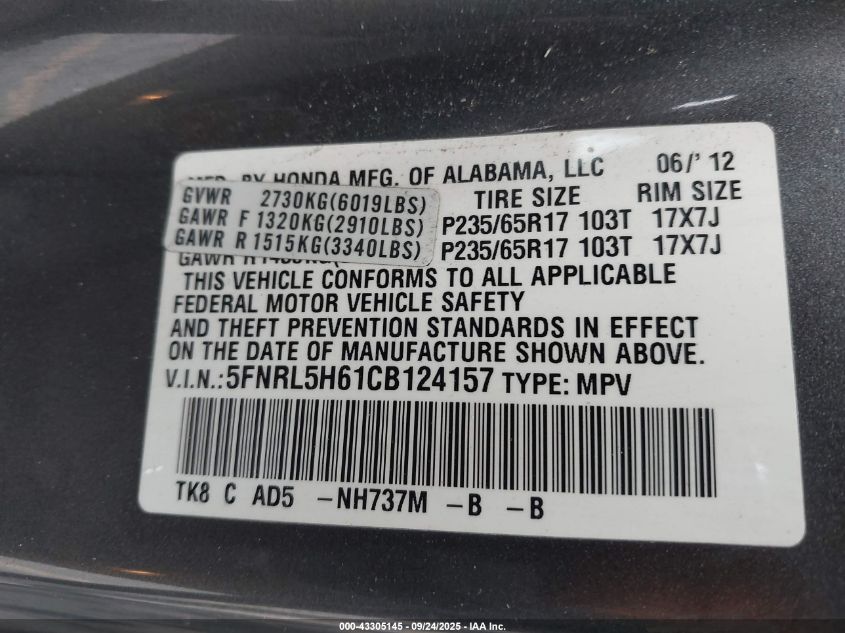 MFD. BY HONDA MFG. OF ALABAMA, LLC 06/'12
GVWR 2730KG(6019LBS) TIRE SIZE RIM SIZE
GAWR F 1320KG(2910LBS) P235/65R17 103T 17X7J
GAWR R 1515KG(3340LBS) P235/65R17 103T 17X7J
GAWR R
THIS VEHICLE CONFORMS TO ALL APPLICABLE
FEDERAL MOTOR VEHICLE SAFETY
AND THEFT PREVENTION STANDARDS IN EFFECT
ON THE DATE OF MANUFACTURE SHOWN ABOVE.
V.I.N.:5FNRL5H61CB124157 TYPE: MPV
TK8 C AD5 -NH737M -B -B
000-43305145 - 09/24/2025 - IAA Inc.